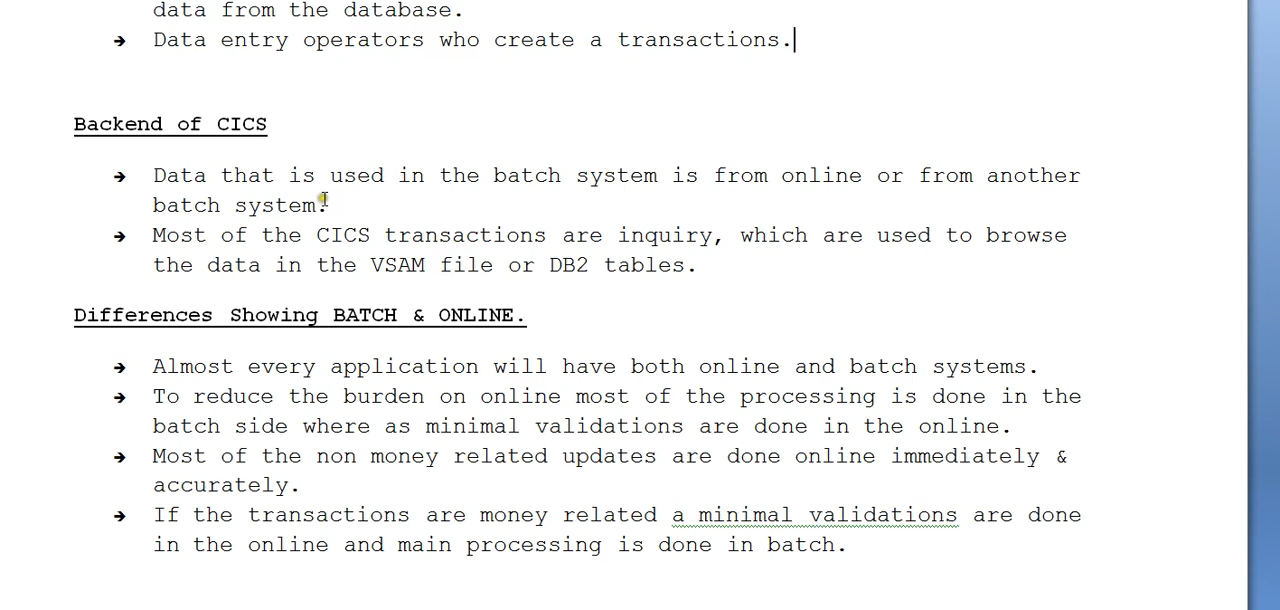 data from the database.
→ Data entry operators who create a transactions.
Backend of CICS
→ Data that is used in the batch system is from online or from another
batch system.
→ Most of the CICS transactions are inquiry, which are used to browse
the data in the VSAM file or DB2 tables.
Differences Showing BATCH & ONLINE.
→ Almost every application will have both online and batch systems.
→ To reduce the burden on online most of the processing is done in the
batch side where as minimal validations are done in the online.
→ Most of the non money related updates are done online immediately &
accurately.
→ If the transactions are money related a minimal validations are done
in the online and main processing is done in batch.